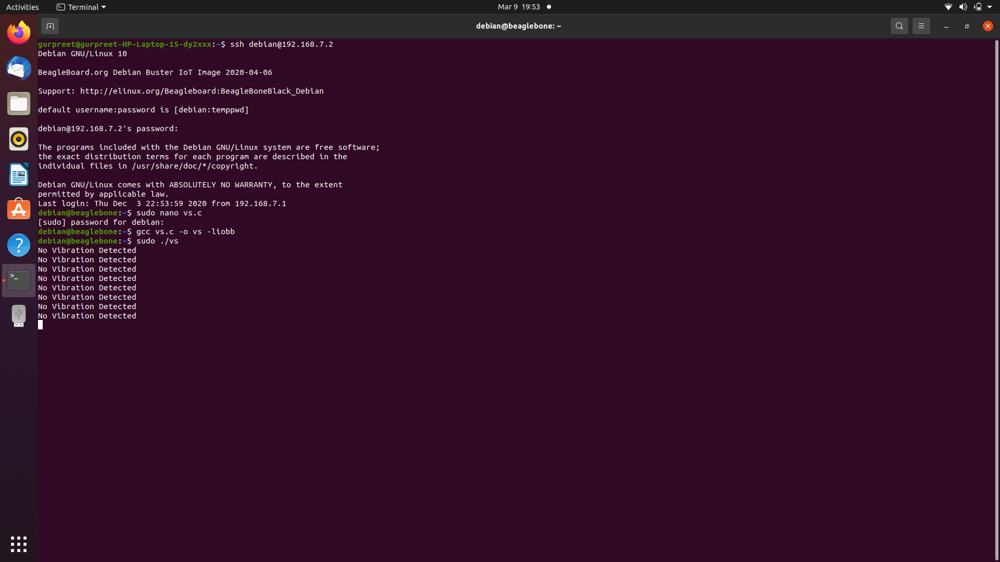 Activities
Terminal
Mar 9 19:53
debian@beaglebone: ~
gurpreet@gurpreet-HP-Laptop-15-dy2xxx:~$ ssh debian@192.168.7.2
Debian GNU/Linux 10
BeagleBoard.org Debian Buster IoT Image 2020-04-06
Support: http://elinux.org/Beagleboard:BeagleBoneBlack_Debian
default username:password is [debian:temppwd]
debian@192.168.7.2's password:
The programs included with the Debian GNU/Linux system are free software;
the exact distribution terms for each program are described in the
individual files in /usr/share/doc/*/copyright.
Debian GNU/Linux comes with ABSOLUTELY NO WARRANTY, to the extent
permitted by applicable law.
Last login: Thu Dec  3 22:53:59 2020 from 192.168.7.1
debian@beaglebone:~$ sudo nano vs.c
[sudo] password for debian:
debian@beaglebone:~$ gcc vs.c -o vs -liobb
debian@beaglebone:~$ sudo ./vs
No Vibration Detected
No Vibration Detected
No Vibration Detected
No Vibration Detected
No Vibration Detected
No Vibration Detected
No Vibration Detected
No Vibration Detected